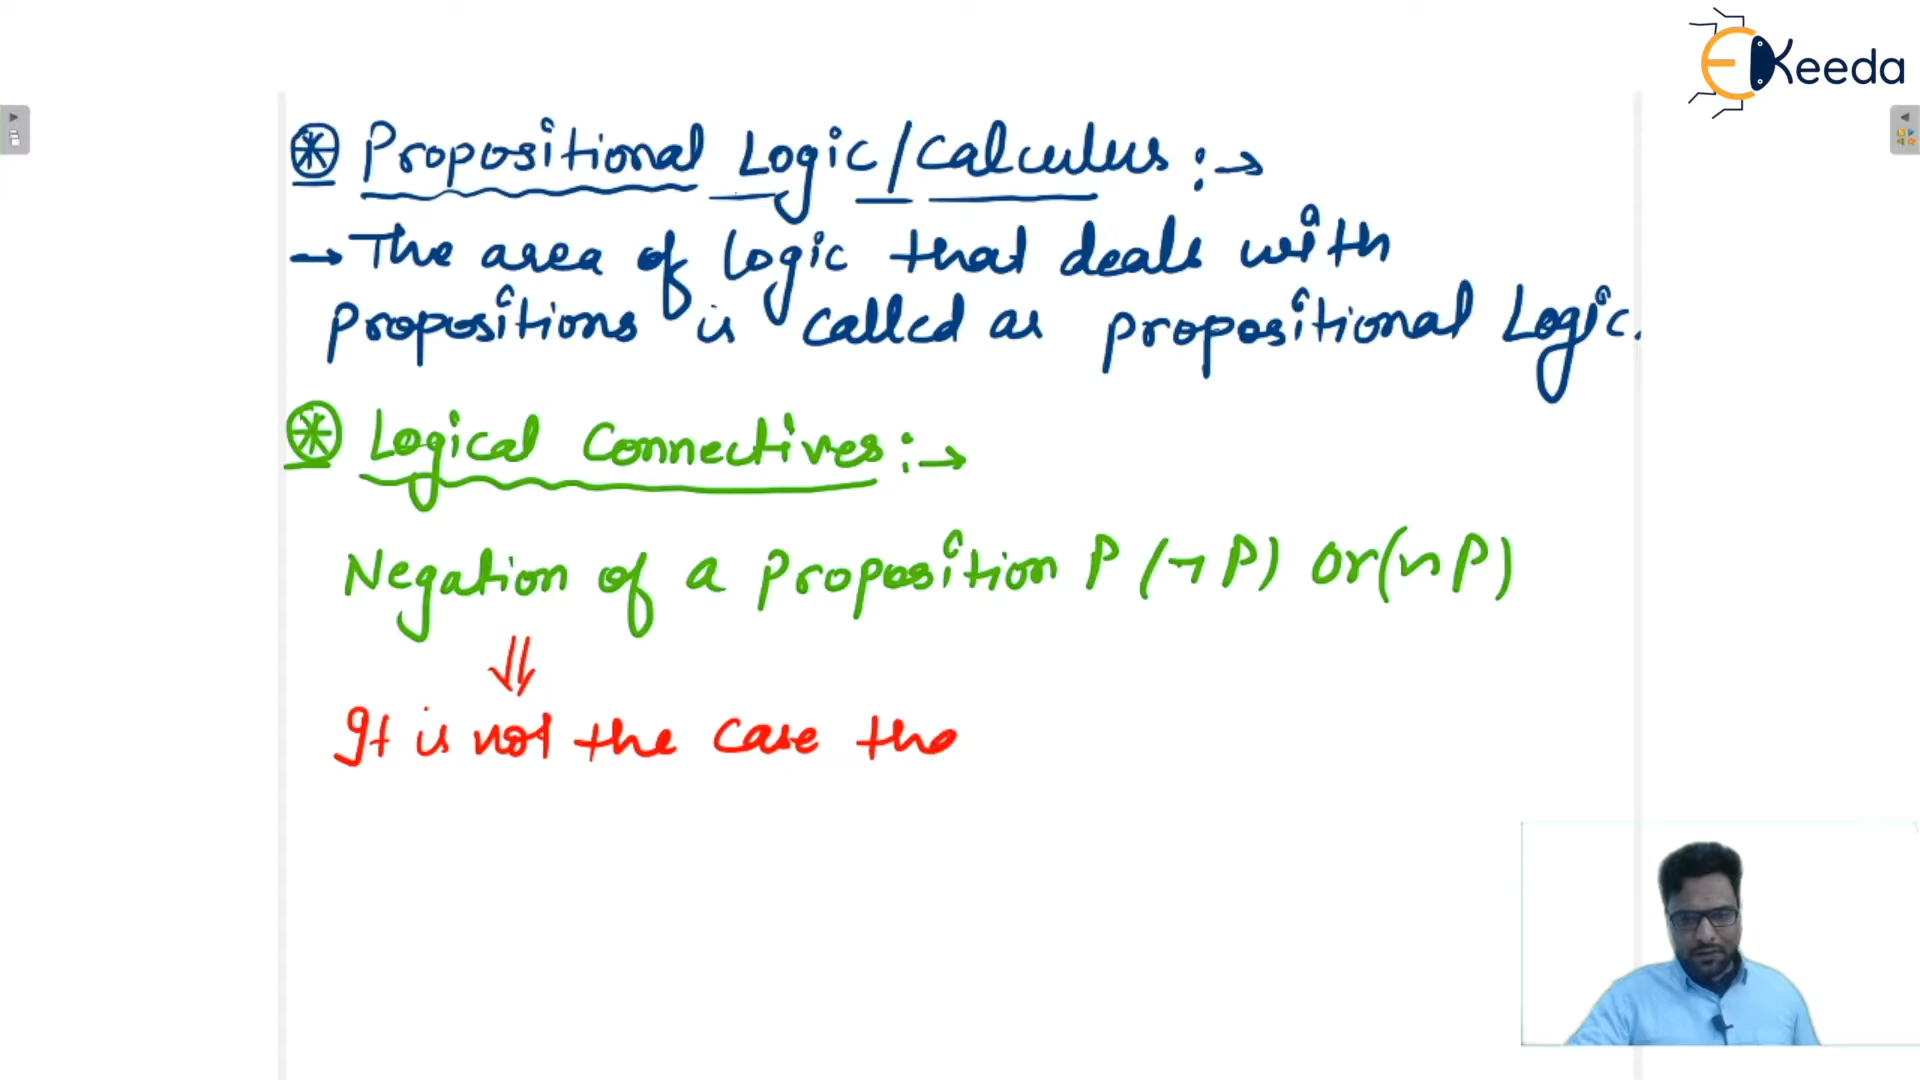 EKeeda
Propositional Logic/Calculus :→
→ The area of logic that deals with
propositions is called as propositional Logic.
Logical Connectives :→
Negation of a proposition P (¬P) or (~P)
⇓
It is not the case tha